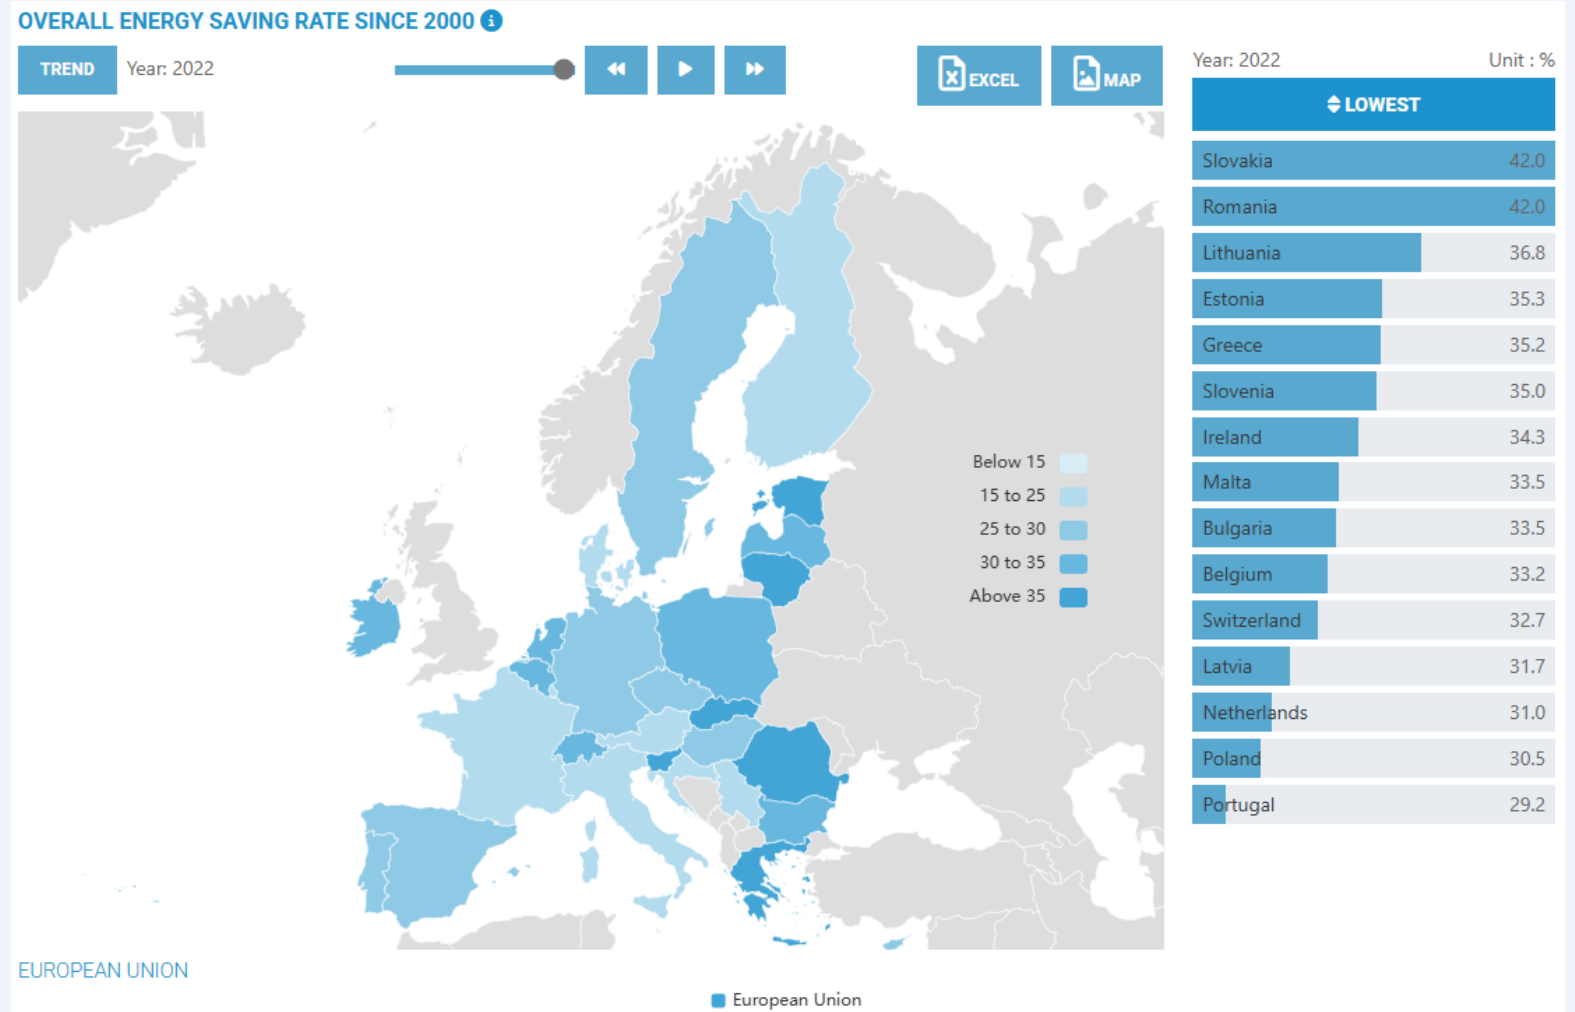 OVERALL ENERGY SAVING RATE SINCE 2000
TREND
Year: 2022
EXCEL
MAP
Year: 2022
Unit : %
LOWEST
Slovakia 42.0
Romania 42.0
Lithuania 36.8
Estonia 35.3
Greece 35.2
Slovenia 35.0
Ireland 34.3
Malta 33.5
Bulgaria 33.5
Belgium 33.2
Switzerland 32.7
Latvia 31.7
Netherlands 31.0
Poland 30.5
Portugal 29.2
Below 15
15 to 25
25 to 30
30 to 35
Above 35
EUROPEAN UNION
European Union